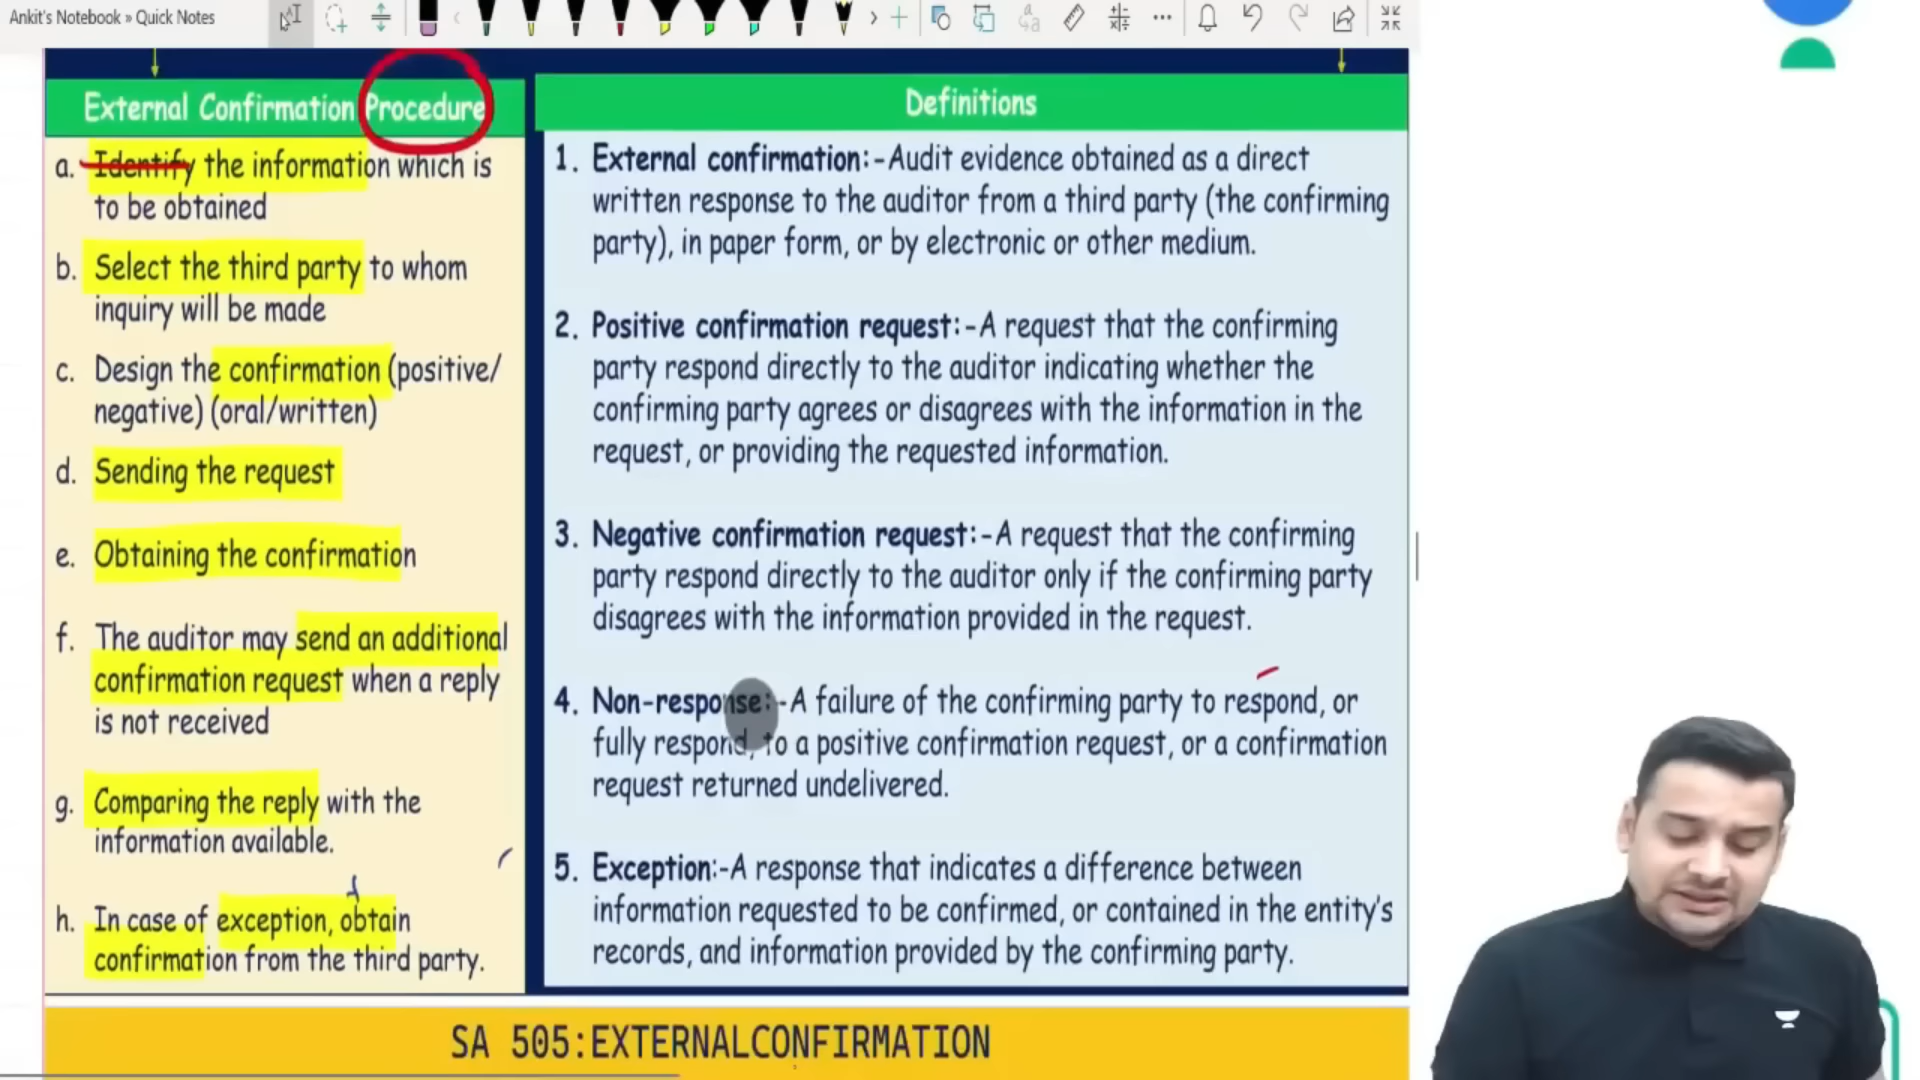 Ankit's Notebook » Quick Notes
External Confirmation Procedure
a. Identify the information which is
to be obtained
b. Select the third party to whom
inquiry will be made
c. Design the confirmation (positive/
negative) (oral/written)
d. Sending the request
e. Obtaining the confirmation
f. The auditor may send an additional
confirmation request when a reply
is not received
g. Comparing the reply with the
information available.
h. In case of exception, obtain
confirmation from the third party.
Definitions
1. External confirmation:-Audit evidence obtained as a direct
written response to the auditor from a third party (the confirming
party), in paper form, or by electronic or other medium.
2. Positive confirmation request:-A request that the confirming
party respond directly to the auditor indicating whether the
confirming party agrees or disagrees with the information in the
request, or providing the requested information.
3. Negative confirmation request:-A request that the confirming
party respond directly to the auditor only if the confirming party
disagrees with the information provided in the request.
4. Non-response:-A failure of the confirming party to respond, or
fully respond, to a positive confirmation request, or a confirmation
request returned undelivered.
5. Exception:-A response that indicates a difference between
information requested to be confirmed, or contained in the entity's
records, and information provided by the confirming party.
SA 505:EXTERNALCONFIRMATION